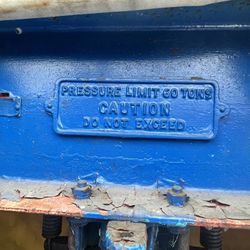 PRESSURE LIMIT 60 TONS
CAUTION
DO NOT EXCEED